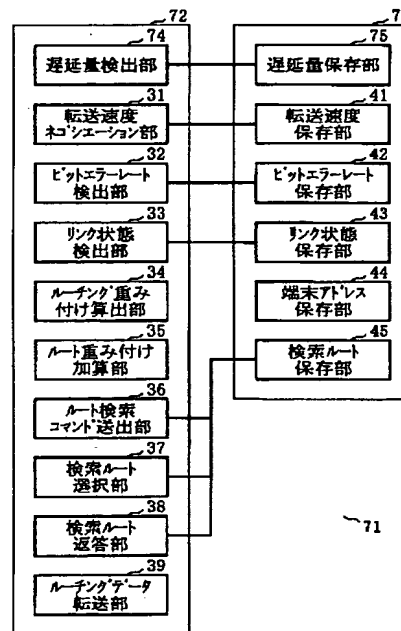 72
74
遅延量検出部
31
転送速度
ネゴシエーション部
32
ビットエラーレート
検出部
33
リンク状態
検出部
34
ルーチング重み
付け算出部
35
ルート重み付け
加算部
36
ルート検索
コマンド送出部
37
検索ルート
選択部
38
検索ルート
返答部
39
ルーチングデータ
転送部
7
75
遅延量保存部
41
転送速度
保存部
42
ビットエラーレート
保存部
43
リンク状態
保存部
44
端末アドレス
保存部
45
検索ルート
保存部
71